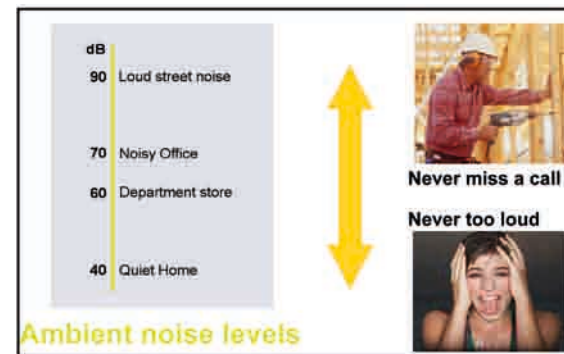 dB
90 Loud street noise
70 Noisy Office
60 Department store
40 Quiet Home
Ambient noise levels
Never miss a call
Never too loud